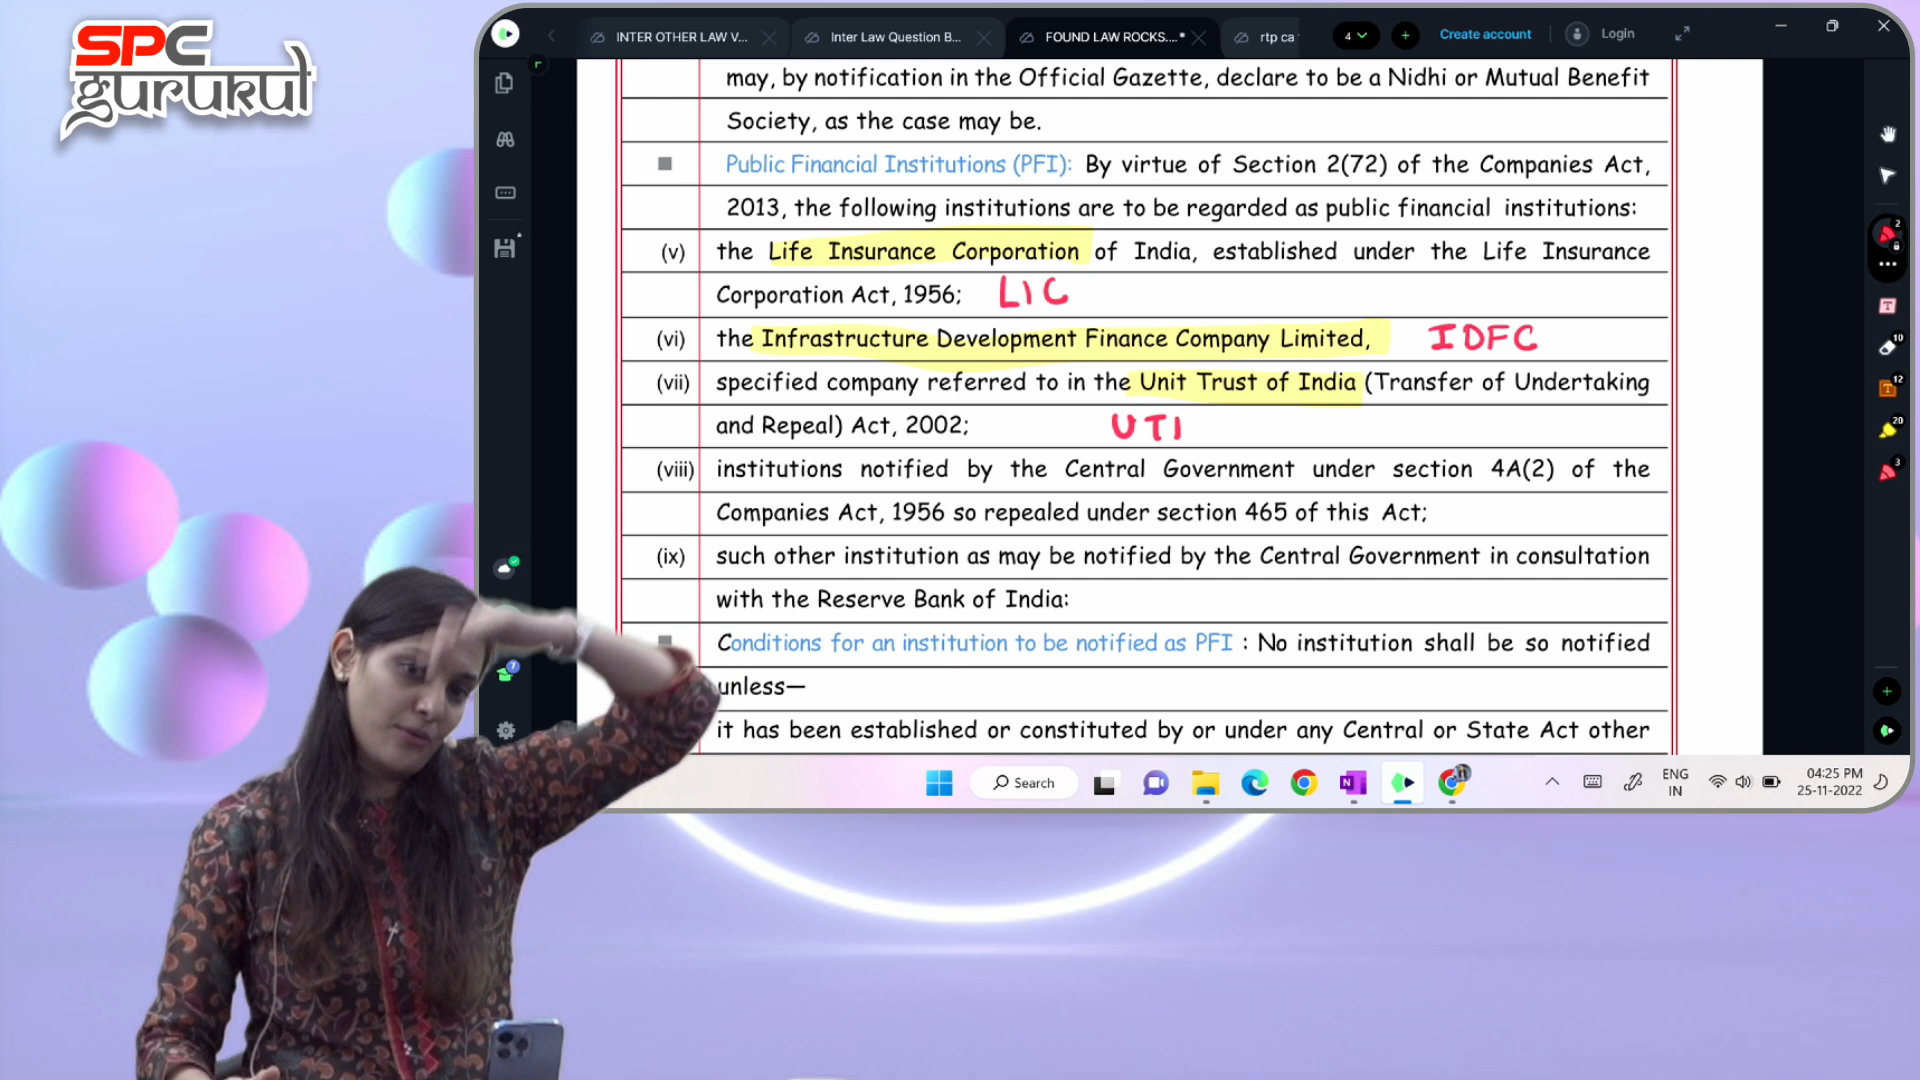 SPC
gurukul
INTER OTHER LAW V...
Inter Law Question B...
FOUND LAW ROCKS....*
rtp ca
4
Create account
Login
may, by notification in the Official Gazette, declare to be a Nidhi or Mutual Benefit
Society, as the case may be.
Public Financial Institutions (PFI): By virtue of Section 2(72) of the Companies Act,
2013, the following institutions are to be regarded as public financial institutions:
(v) the Life Insurance Corporation of India, established under the Life Insurance
Corporation Act, 1956; LIC
(vi) the Infrastructure Development Finance Company Limited, IDFC
(vii) specified company referred to in the Unit Trust of India (Transfer of Undertaking
and Repeal) Act, 2002; UTI
(viii) institutions notified by the Central Government under section 4A(2) of the
Companies Act, 1956 so repealed under section 465 of this Act;
(ix) such other institution as may be notified by the Central Government in consultation
with the Reserve Bank of India:
Conditions for an institution to be notified as PFI : No institution shall be so notified
unless—
it has been established or constituted by or under any Central or State Act other
2
10
12
20
3
7
Search
ENG
IN
04:25 PM
25-11-2022